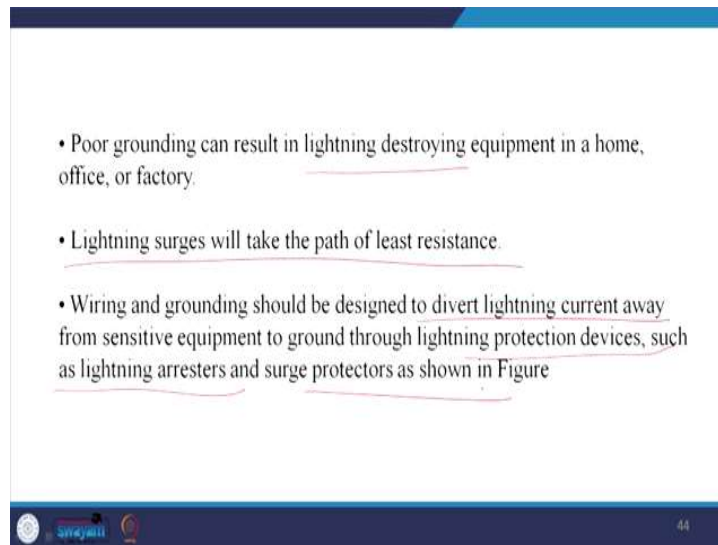 • Poor grounding can result in lightning destroying equipment in a home,
office, or factory.
• Lightning surges will take the path of least resistance.
• Wiring and grounding should be designed to divert lightning current away
from sensitive equipment to ground through lightning protection devices, such
as lightning arresters and surge protectors as shown in Figure
swayam
44